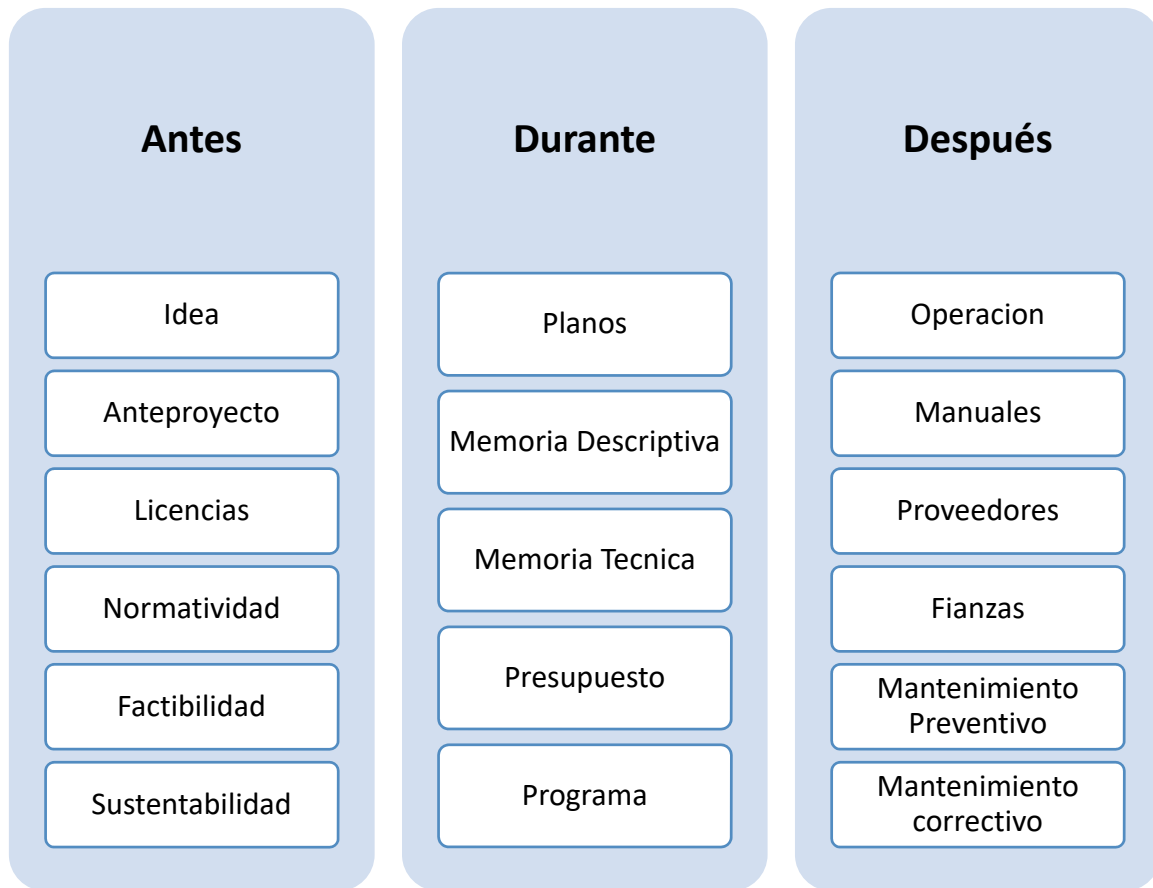 Antes
Idea
Anteproyecto
Licencias
Normatividad
Factibilidad
Sustentabilidad
Durante
Planos
Memoria Descriptiva
Memoria Tecnica
Presupuesto
Programa
Después
Operacion
Manuales
Proveedores
Fianzas
Mantenimiento
Preventivo
Mantenimiento
correctivo